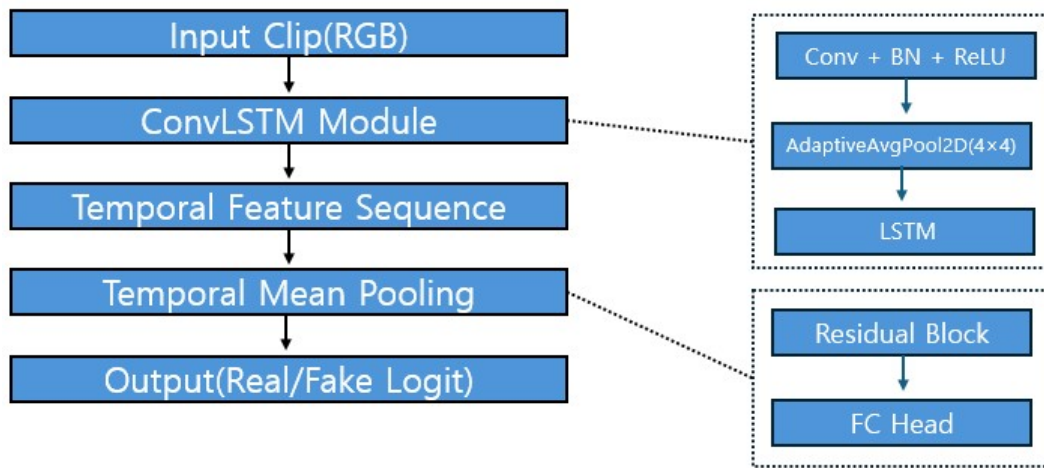 Input Clip(RGB)
ConvLSTM Module
Temporal Feature Sequence
Temporal Mean Pooling
Output(Real/Fake Logit)
Conv + BN + ReLU
AdaptiveAvgPool2D(4×4)
LSTM
Residual Block
FC Head